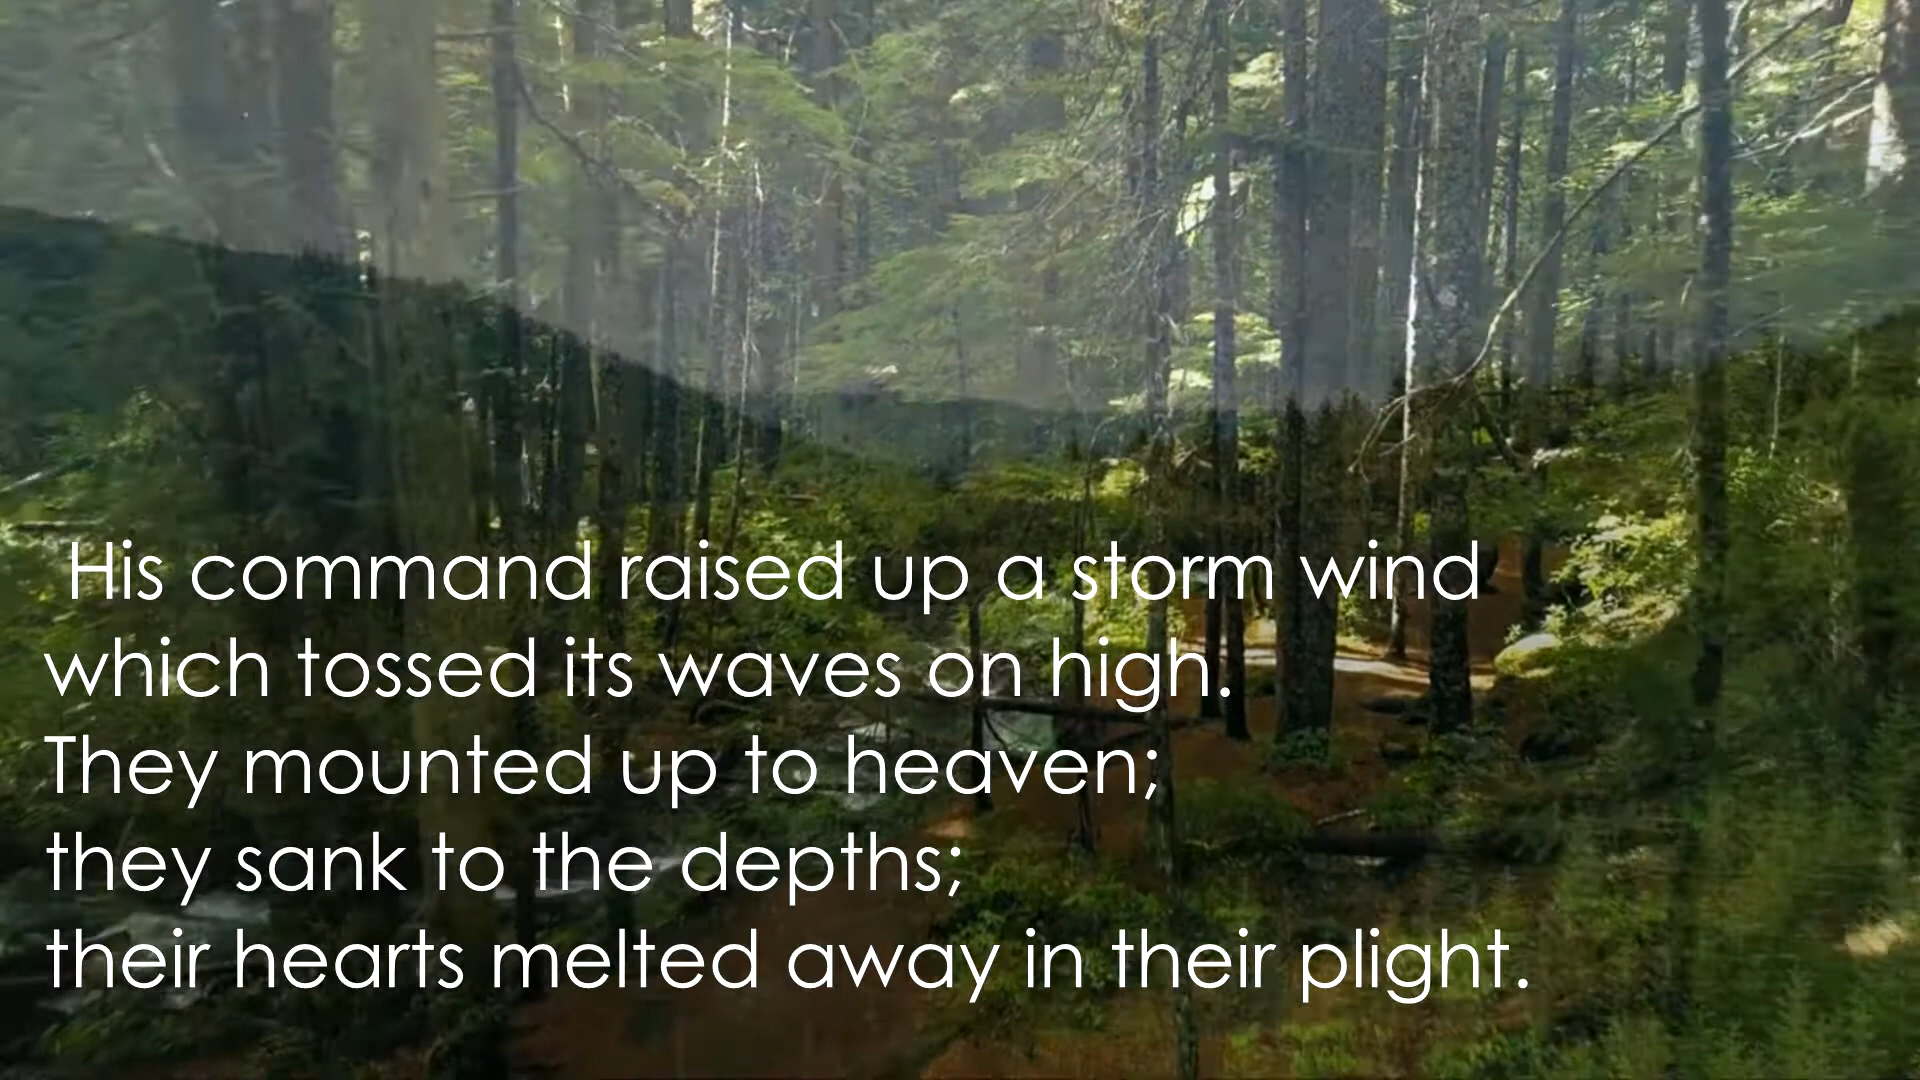 His command raised up a storm wind
which tossed its waves on high.
They mounted up to heaven;
they sank to the depths;
their hearts melted away in their plight.